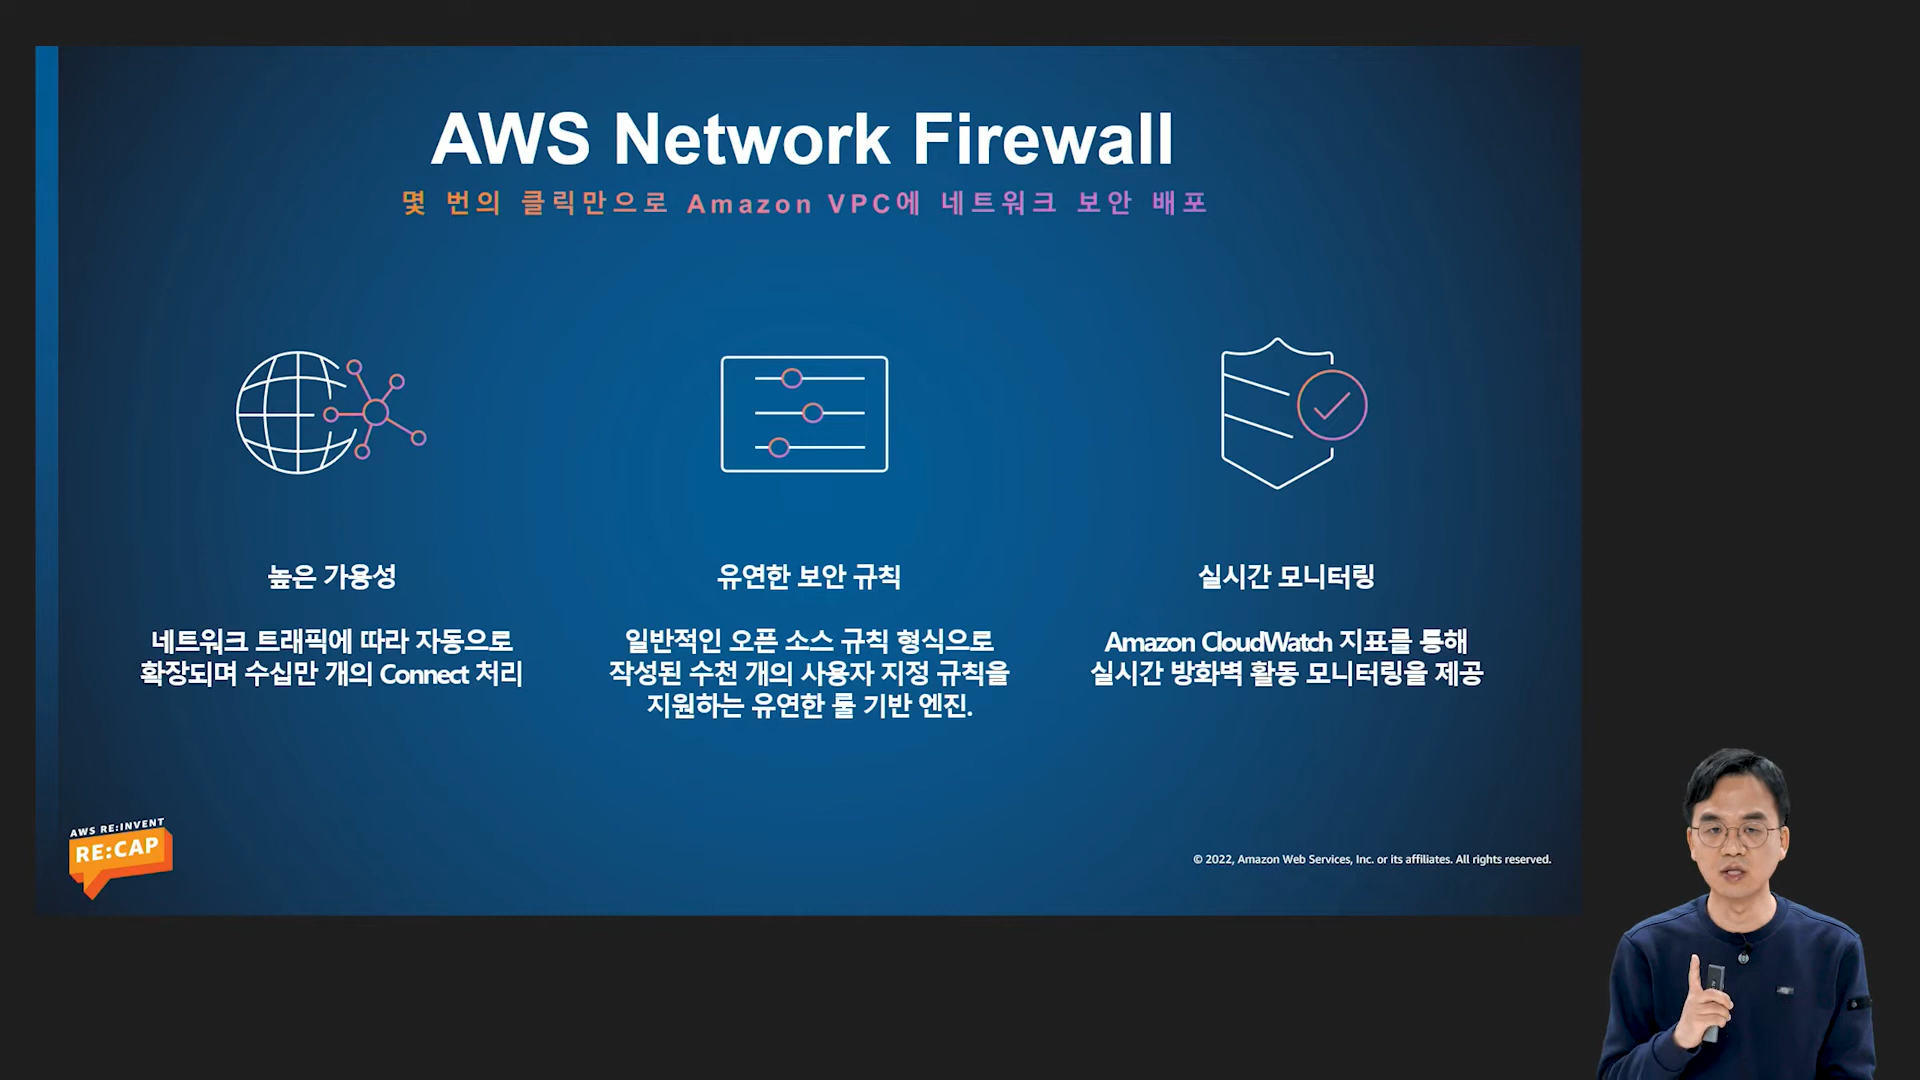 AWS Network Firewall
몇 번의 클릭만으로 Amazon VPC에 네트워크 보안 배포
높은 가용성
네트워크 트래픽에 따라 자동으로
확장되며 수십만 개의 Connect 처리
유연한 보안 규칙
일반적인 오픈 소스 규칙 형식으로
작성된 수천 개의 사용자 지정 규칙을
지원하는 유연한 룰 기반 엔진.
실시간 모니터링
Amazon CloudWatch 지표를 통해
실시간 방화벽 활동 모니터링을 제공
AWS RE:INVENT
RE:CAP
© 2022, Amazon Web Services, Inc. or its affiliates. All rights reserved.